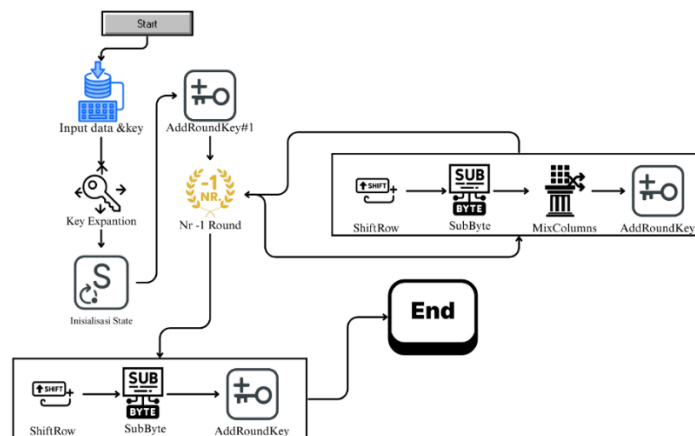 Start
Input data &key
Key Expantion
S
Inisialisasi State
AddRoundKey#1
-1
NR.
Nr -1 Round
SHIFT
ShiftRow
SUB
BYTE
SubByte
MixColumns
AddRoundKey
End
SHIFT
ShiftRow
SUB
BYTE
SubByte
AddRoundKey